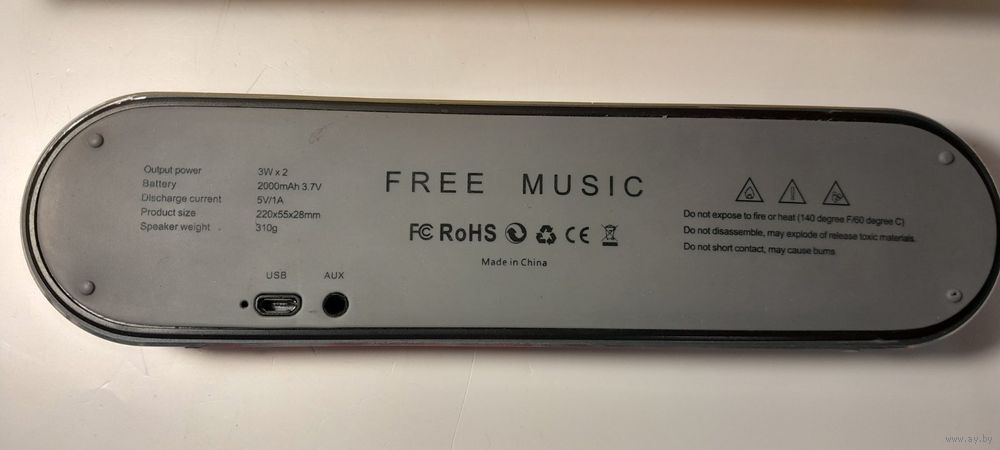 Output power 3W x 2
Battery 2000mAh 3.7V
Discharge current 5V/1A
Product size 220x55x28mm
Speaker weight 310g
USB AUX
FREE MUSIC
FC RoHS CE
Made in China
Do not expose to fire or heat (140 degree F/60 degree C)
Do not disassemble, may explode of release toxic materials.
Do not short contact, may cause burns
www.ay.by